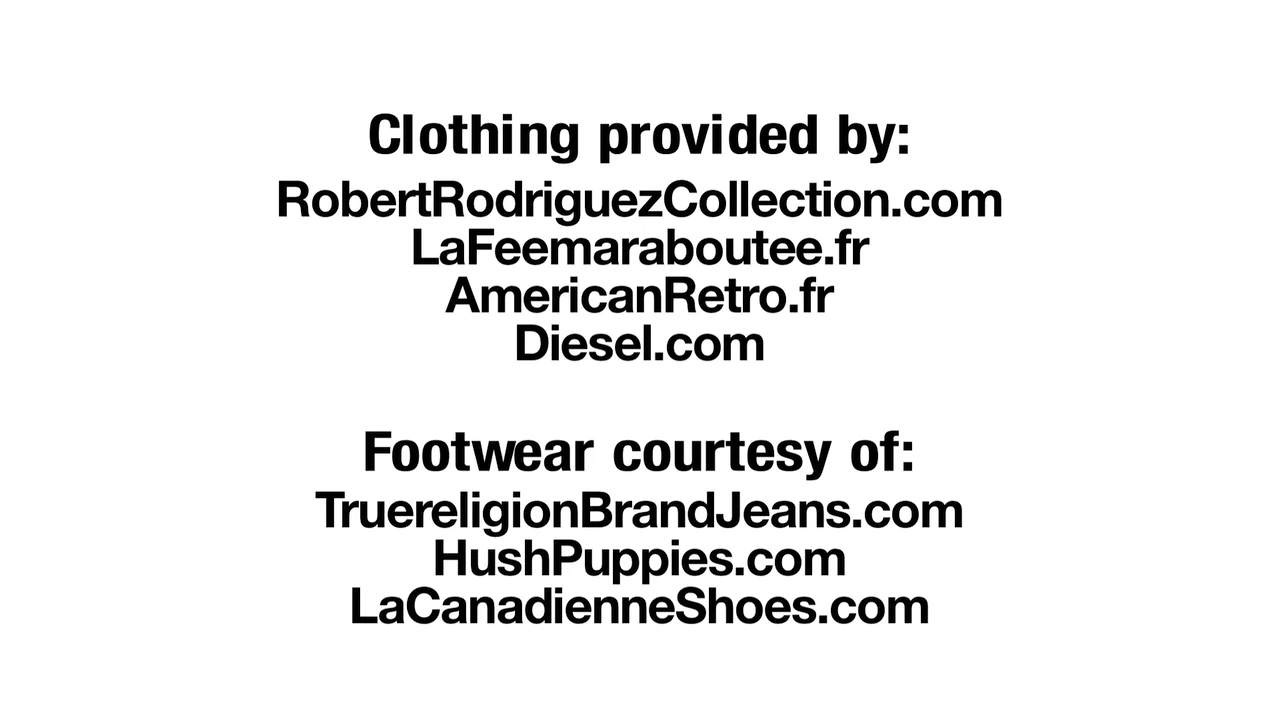 Clothing provided by:
RobertRodriguezCollection.com
LaFeemaraboutee.fr
AmericanRetro.fr
Diesel.com
Footwear courtesy of:
TruereligionBrandJeans.com
HushPuppies.com
LaCanadienneShoes.com